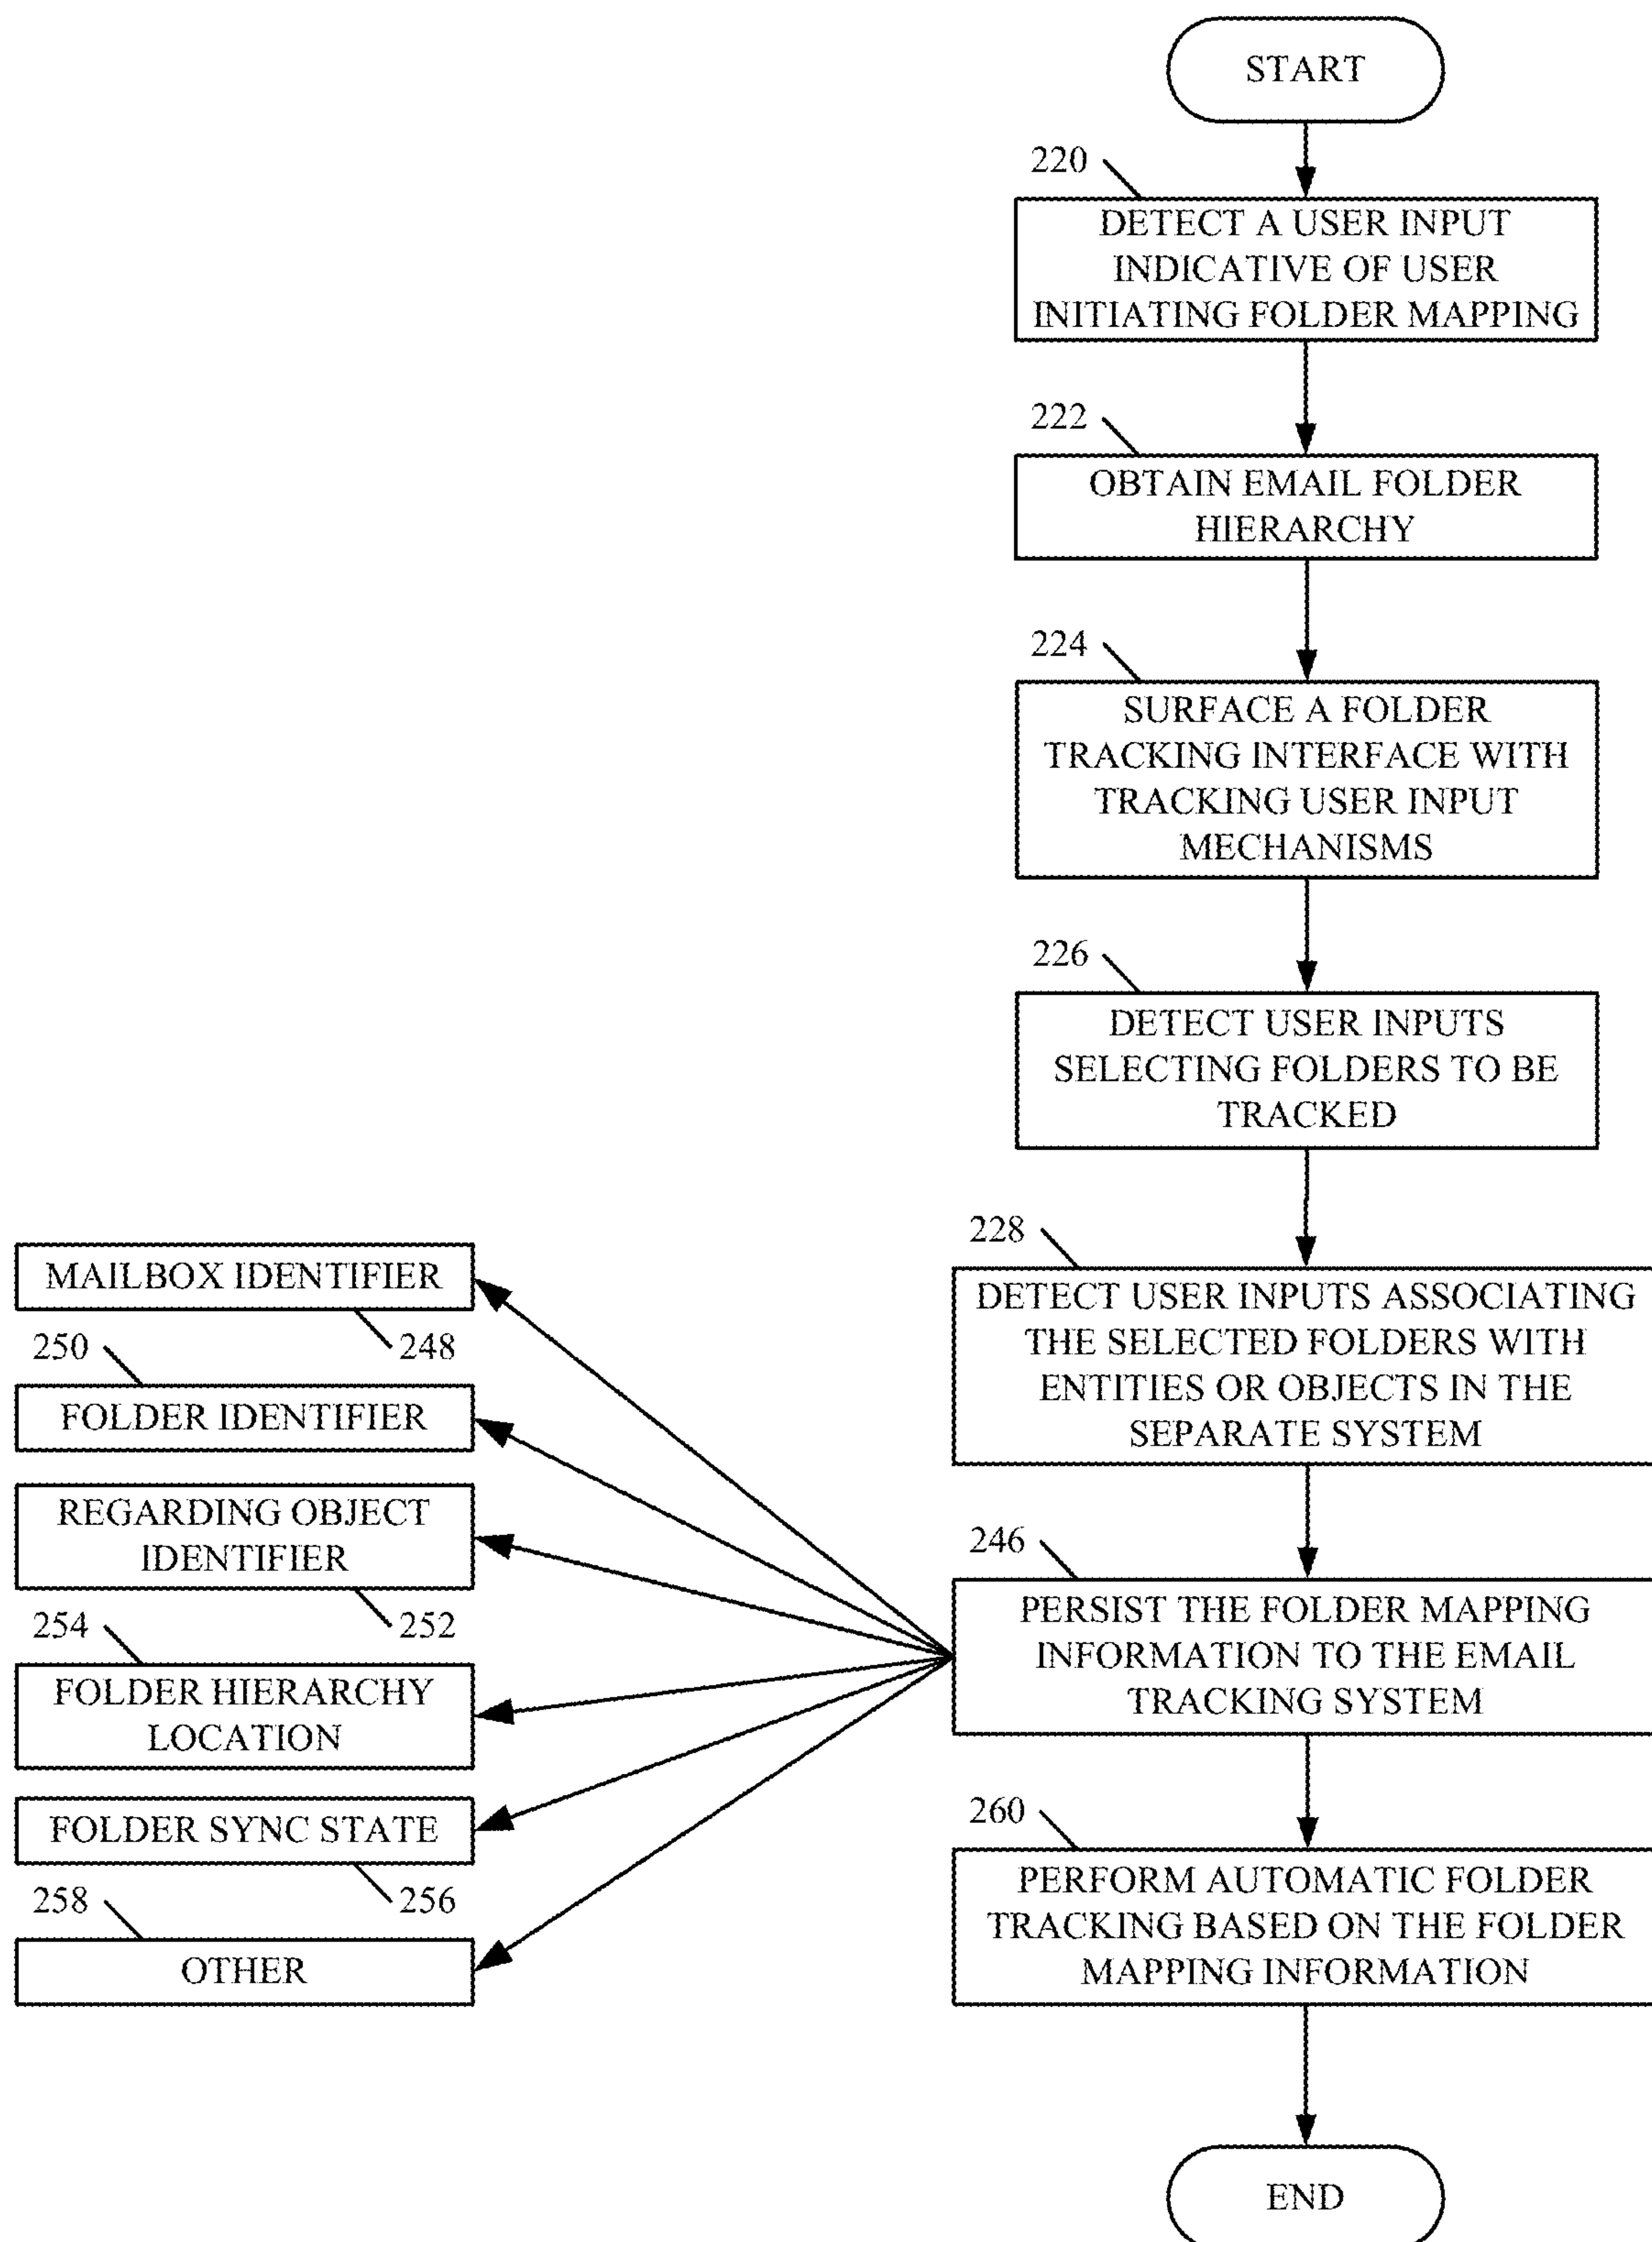 START
220
DETECT A USER INPUT
INDICATIVE OF USER
INITIATING FOLDER MAPPING
222
OBTAIN EMAIL FOLDER
HIERARCHY
224
SURFACE A FOLDER
TRACKING INTERFACE WITH
TRACKING USER INPUT
MECHANISMS
226
DETECT USER INPUTS
SELECTING FOLDERS TO BE
TRACKED
228
DETECT USER INPUTS ASSOCIATING
THE SELECTED FOLDERS WITH
ENTITIES OR OBJECTS IN THE
SEPARATE SYSTEM
246
PERSIST THE FOLDER MAPPING
INFORMATION TO THE EMAIL
TRACKING SYSTEM
MAILBOX IDENTIFIER
248
250
FOLDER IDENTIFIER
REGARDING OBJECT
IDENTIFIER
252
254
FOLDER HIERARCHY
LOCATION
FOLDER SYNC STATE
256
258
OTHER
260
PERFORM AUTOMATIC FOLDER
TRACKING BASED ON THE FOLDER
MAPPING INFORMATION
END